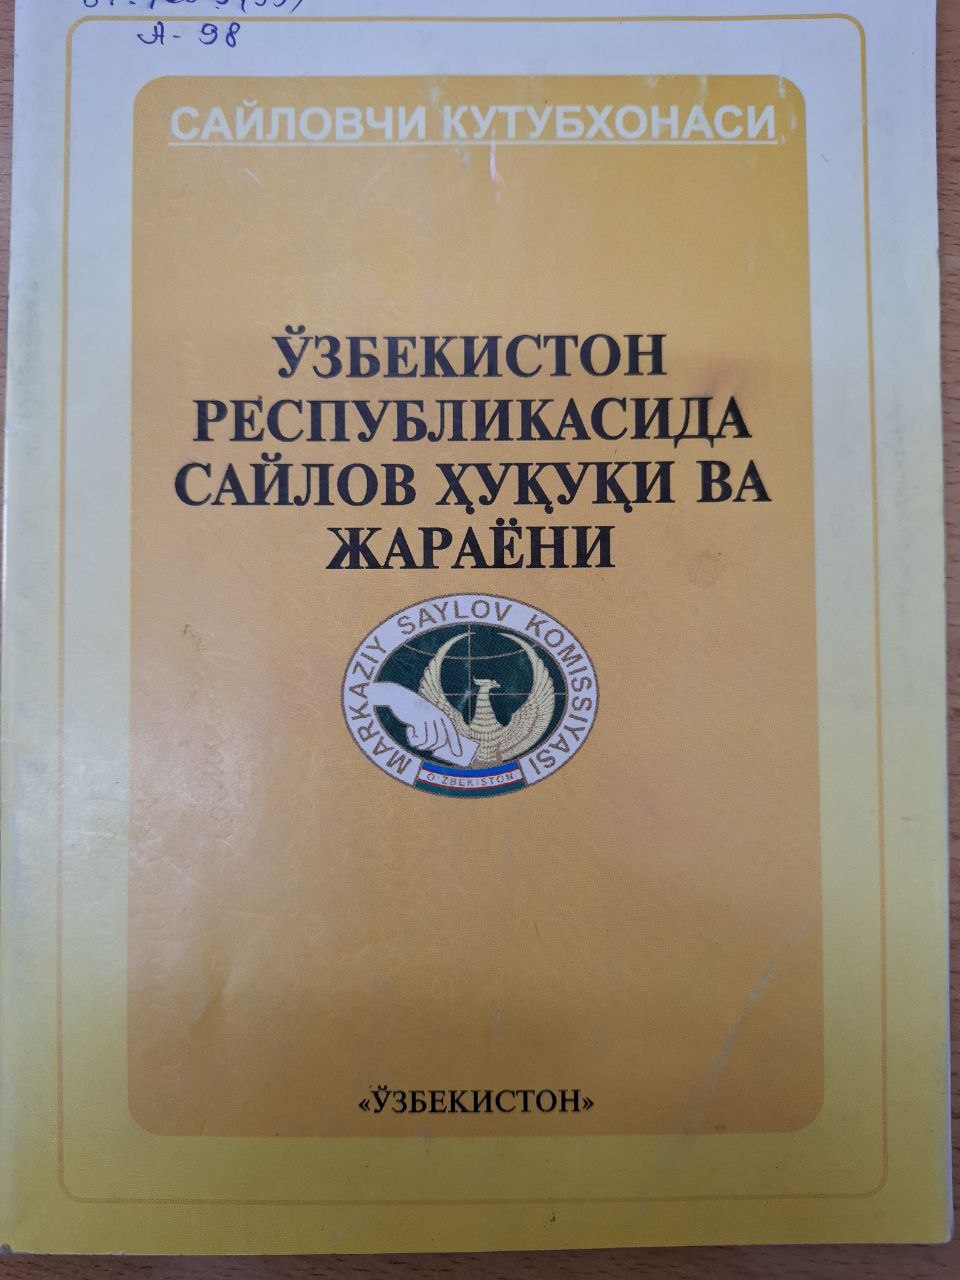 А- 98
САЙЛОВЧИ КУТУБХОНАСИ
ЎЗБЕКИСТОН
РЕСПУБЛИКАСИДА
САЙЛОВ ҲУҚУҚИ ВА
ЖАРАЁНИ
MARKAZIY SAYLOV KOMISSIYASI
O'ZBEKISTON
«ЎЗБЕКИСТОН»